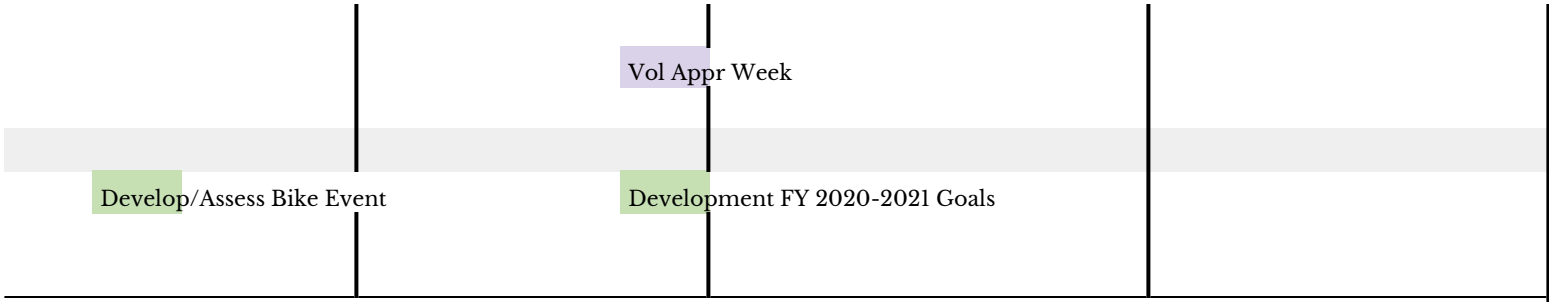 Vol Appr Week
Develop/Assess Bike Event
Development FY 2020-2021 Goals